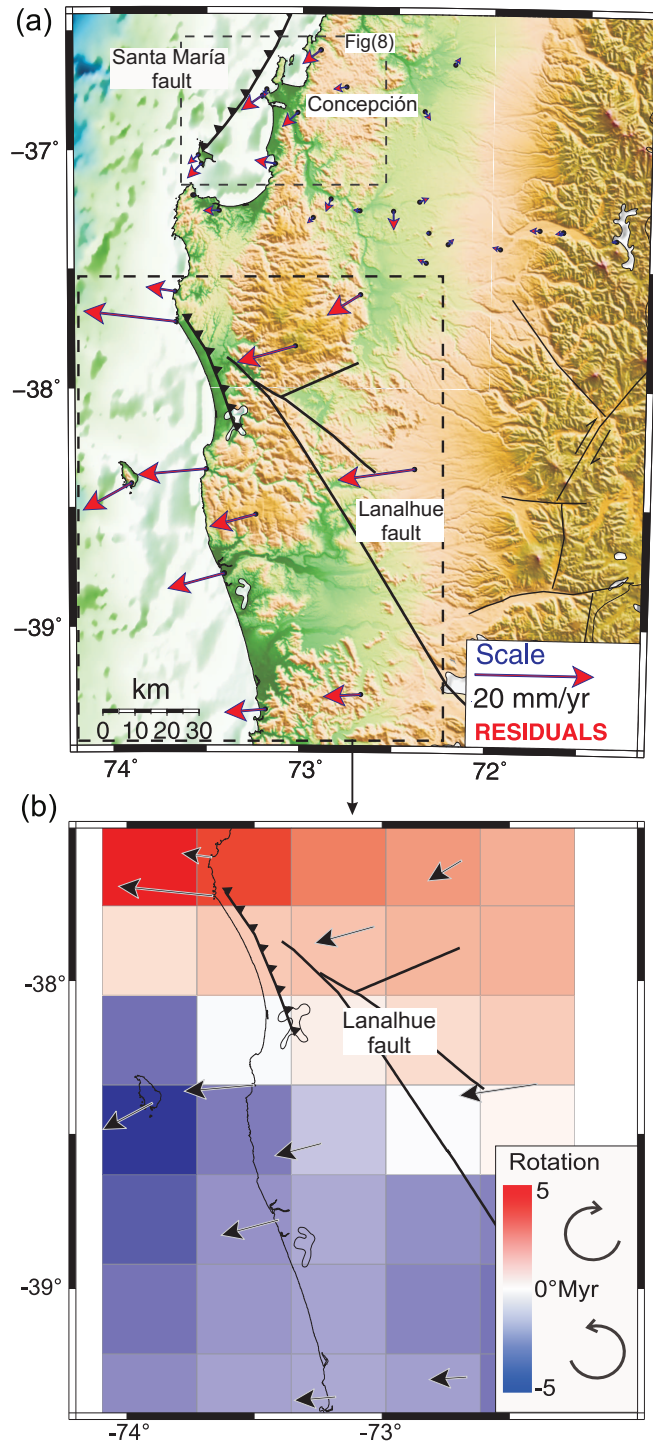 (a)
Santa María
fault
Fig(8)
Concepción
−37°
−38°
Lanalhue
fault
−39°
km
0 10 20 30
Scale
20 mm/yr
RESIDUALS
74°
73°
72°
(b)
-38°
Lanalhue
fault
Rotation
5
0°Myr
-5
-39°
-74°
-73°